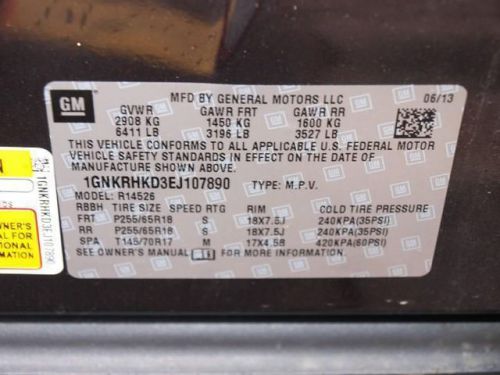 GM
MFD BY GENERAL MOTORS LLC 06/13
GVWR GAWR FRT GAWR RR
2908 KG 1450 KG 1600 KG
6411 LB 3196 LB 3527 LB
THIS VEHICLE CONFORMS TO ALL APPLICABLE U.S. FEDERAL MOTOR
VEHICLE SAFETY STANDARDS IN EFFECT ON THE DATE OF
MANUFACTURE SHOWN ABOVE.
1GNKRHKD3EJ107890 TYPE: M.P.V.
RBBH MODEL: R14526
TIRE SIZE SPEED RTG RIM COLD TIRE PRESSURE
FRT P255/65R18 S 18X7.5J 240KPA(35PSI)
RR P255/65R18 S 18X7.5J 240KPA(35PSI)
SPA T145/70R17 M 17X4.5B 420KPA(60PSI)
SEE OWNER'S MANUAL FOR MORE INFORMATION.
1GNKRHKD3EJ107890
OWNER'S